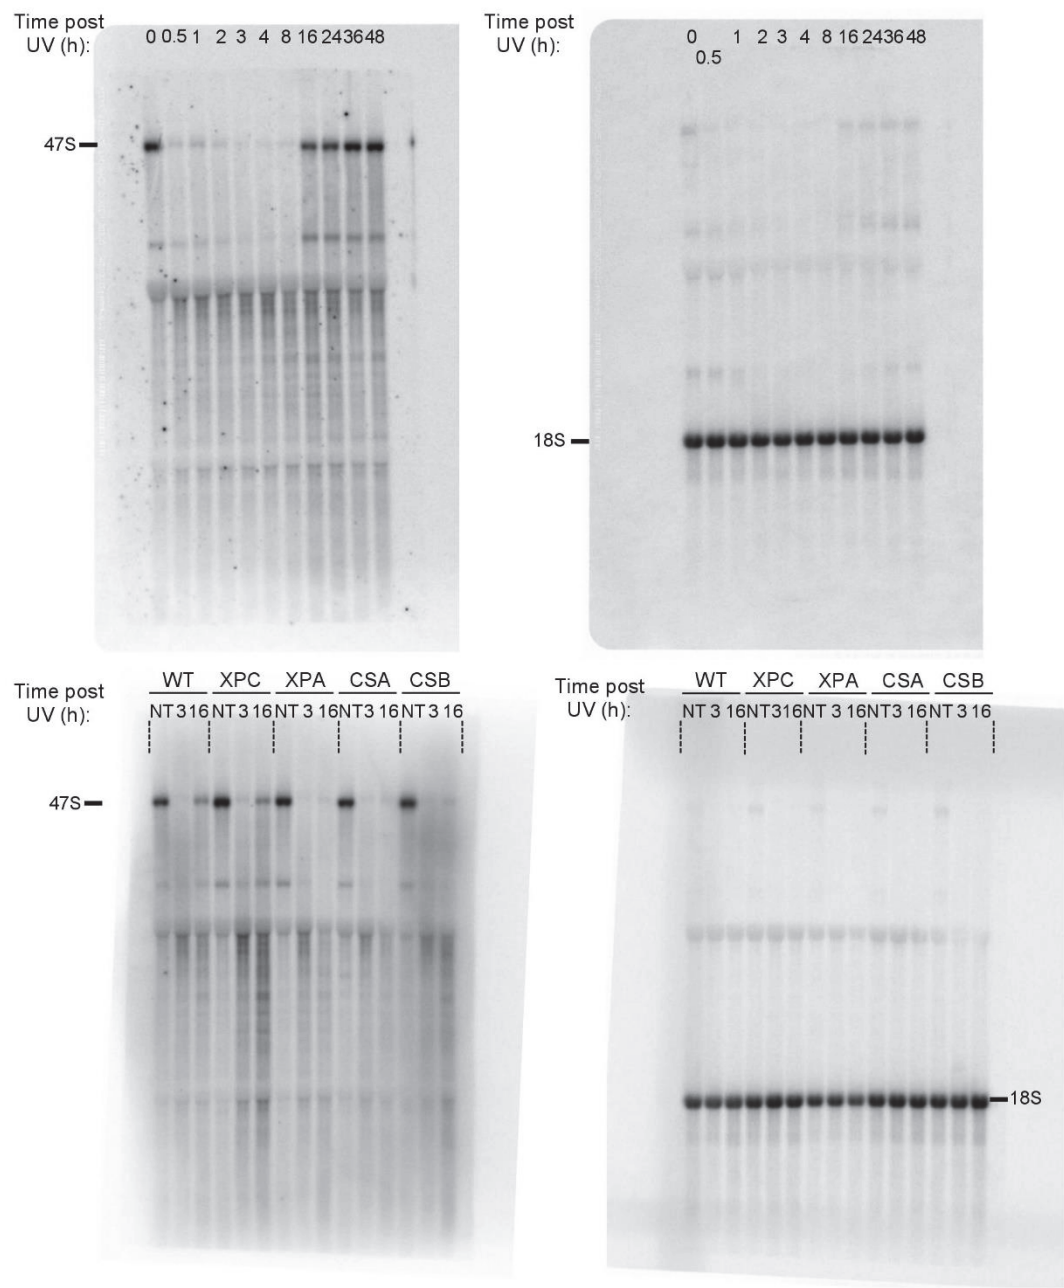 Time post
UV (h):
0 0.5 1 2 3 4 8 16 24 36 48
47S
Time post
UV (h):
0 0.5 1 2 3 4 8 16 24 36 48
18S
Time post
UV (h):
WT XPC XPA CSA CSB
NT 3 16 NT 3 16 NT 3 16 NT 3 16 NT 3 16
47S
Time post
UV (h):
WT XPC XPA CSA CSB
NT 3 16 NT 3 16 NT 3 16 NT 3 16 NT 3 16
18S